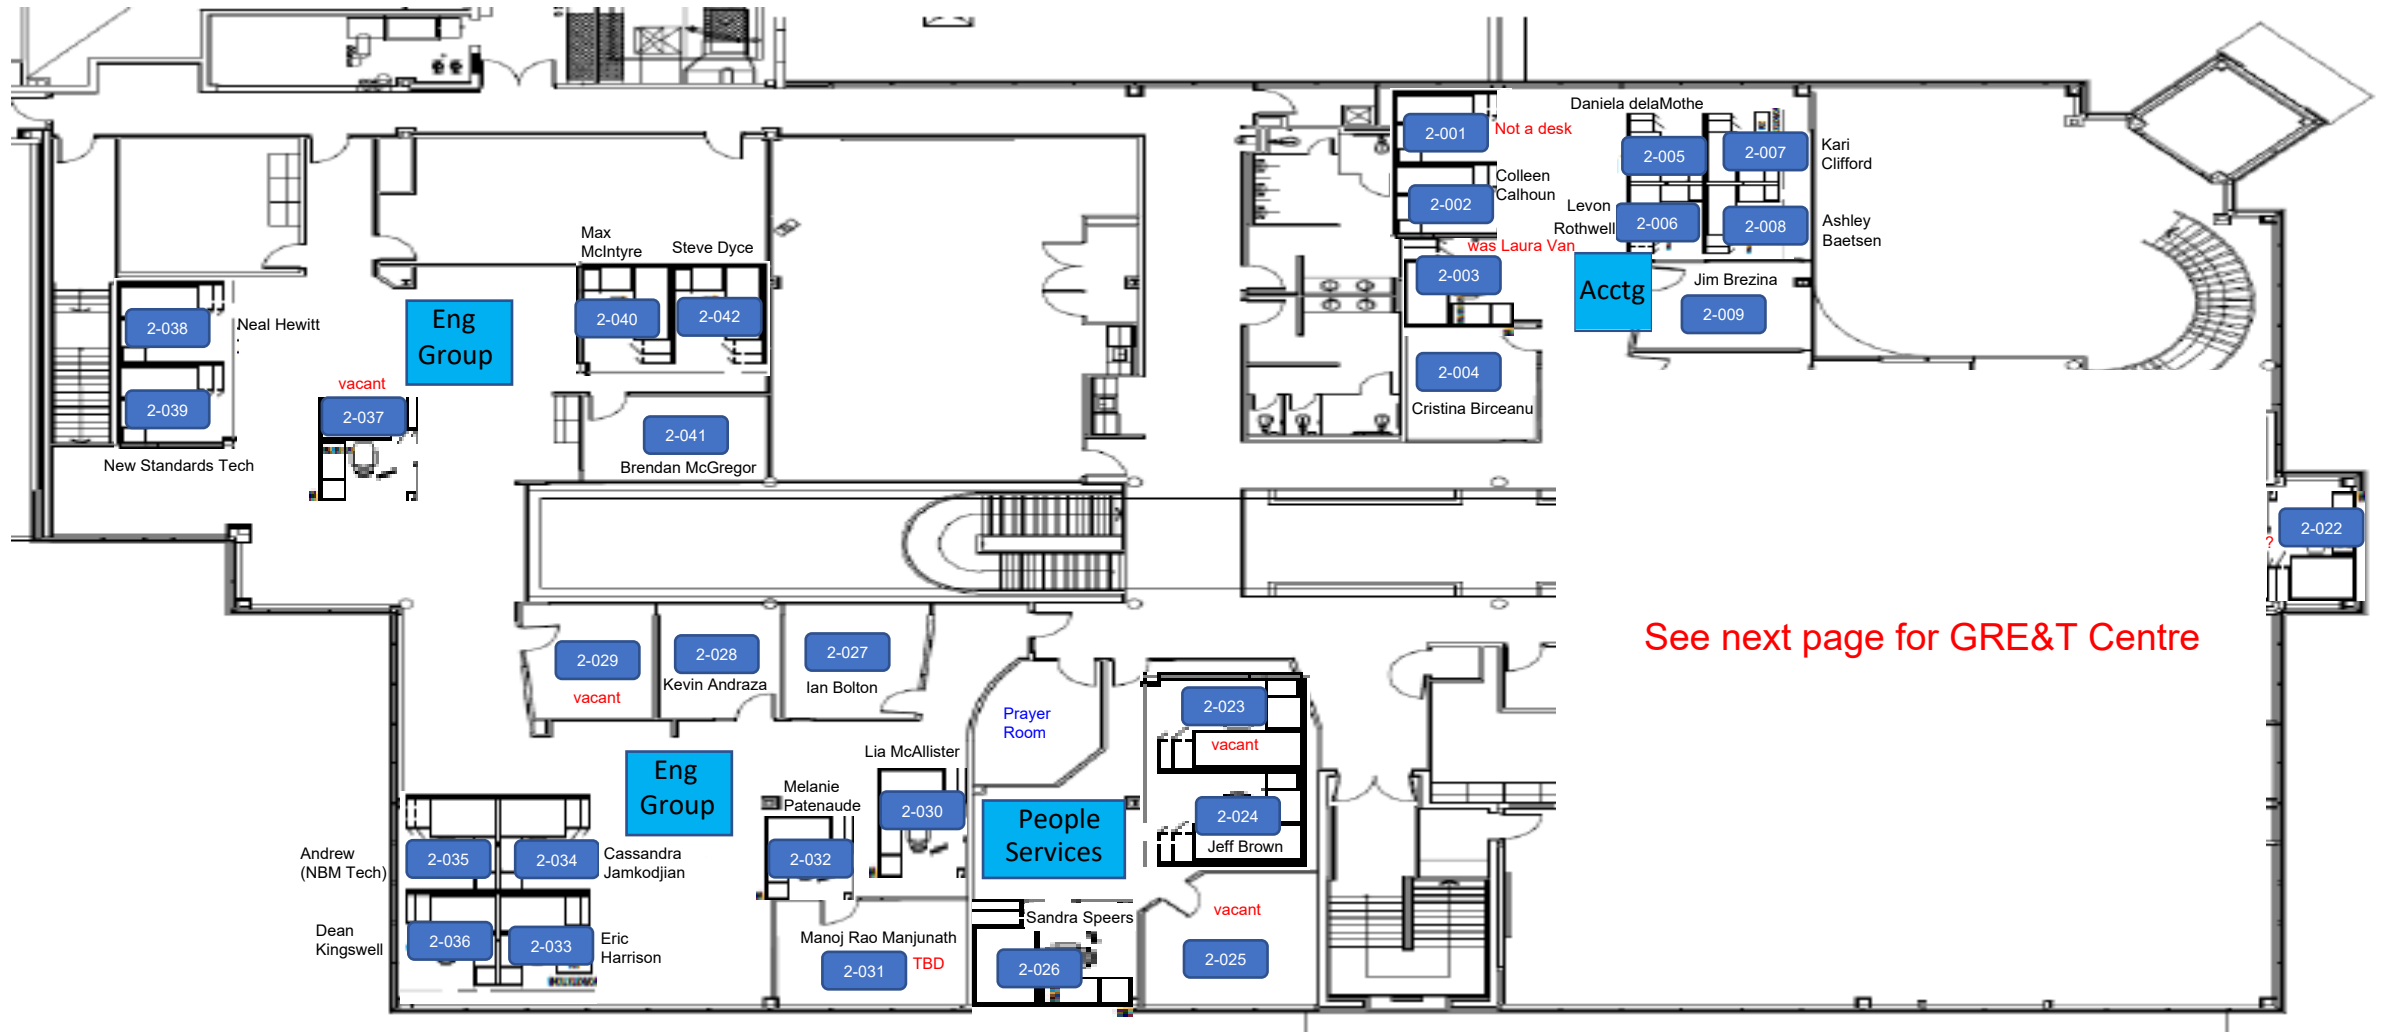 Daniela delaMothe
2-001
Not a desk
2-005
2-007
Kari
Clifford
Colleen
Calhoun
2-002
Levon
Rothwell
2-006
2-008
Ashley
Baetsen
was Laura Van
2-003
Acctg
Jim Brezina
2-009
2-004
Cristina Birceanu
Max
McIntyre
Steve Dyce
2-040
2-042
Eng
Group
2-038
Neal Hewitt
2-039
New Standards Tech
vacant
2-037
2-041
Brendan McGregor
2-022
?
See next page for GRE&T Centre
2-029
vacant
2-028
Kevin Andraza
2-027
Ian Bolton
Prayer
Room
2-023
vacant
Eng
Group
Lia McAllister
2-030
Melanie
Patenaude
2-032
People
Services
2-024
Jeff Brown
Andrew
(NBM Tech)
2-035
2-034
Cassandra
Jamkodjian
Dean
Kingswell
2-036
2-033
Eric
Harrison
Manoj Rao Manjunath
2-031
TBD
Sandra Speers
2-026
vacant
2-025